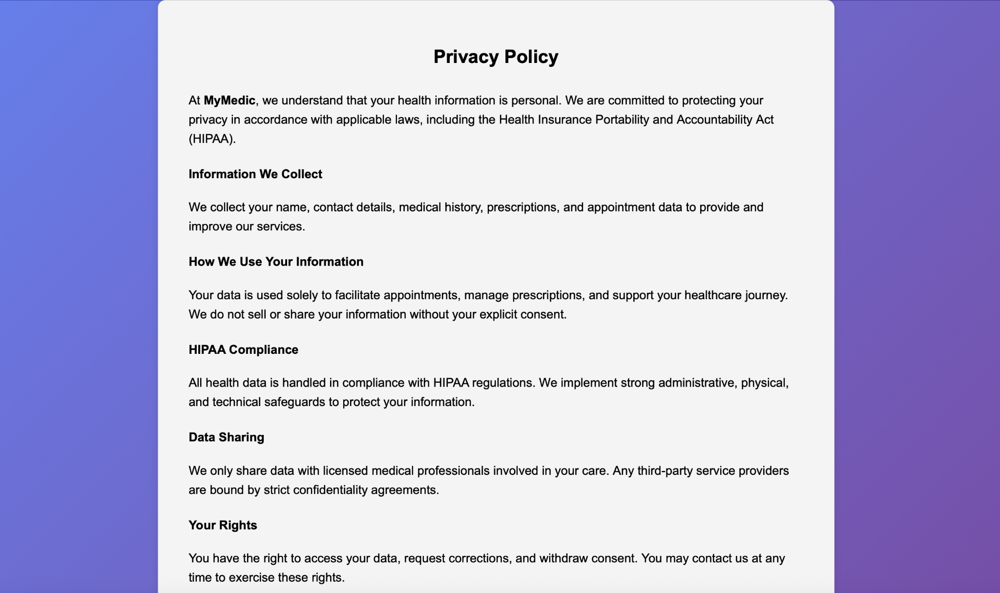 Privacy Policy
At MyMedic, we understand that your health information is personal. We are committed to protecting your
privacy in accordance with applicable laws, including the Health Insurance Portability and Accountability Act
(HIPAA).
Information We Collect
We collect your name, contact details, medical history, prescriptions, and appointment data to provide and
improve our services.
How We Use Your Information
Your data is used solely to facilitate appointments, manage prescriptions, and support your healthcare journey.
We do not sell or share your information without your explicit consent.
HIPAA Compliance
All health data is handled in compliance with HIPAA regulations. We implement strong administrative, physical,
and technical safeguards to protect your information.
Data Sharing
We only share data with licensed medical professionals involved in your care. Any third-party service providers
are bound by strict confidentiality agreements.
Your Rights
You have the right to access your data, request corrections, and withdraw consent. You may contact us at any
time to exercise these rights.